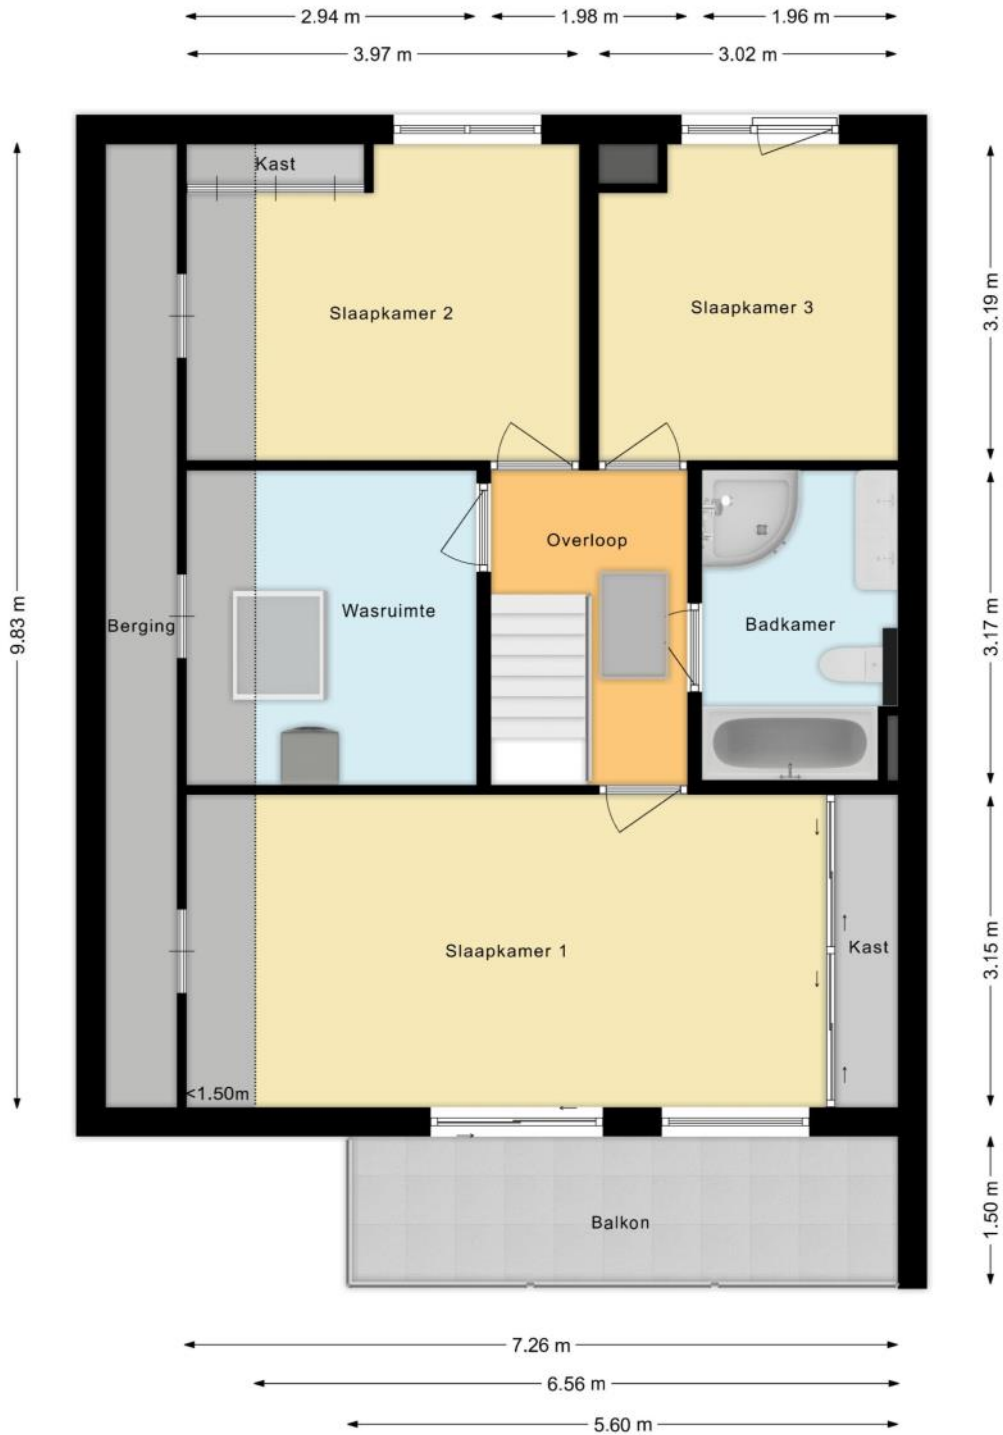 2.94 m 1.98 m 1.96 m
3.97 m 3.02 m
Kast
Slaapkamer 2
Slaapkamer 3
3.19 m
Overloop
Wasruimte
Badkamer
Berging
9.83 m
3.17 m
Slaapkamer 1
Kast
3.15 m
<1.50m
Balkon
1.50 m
7.26 m
6.56 m
5.60 m